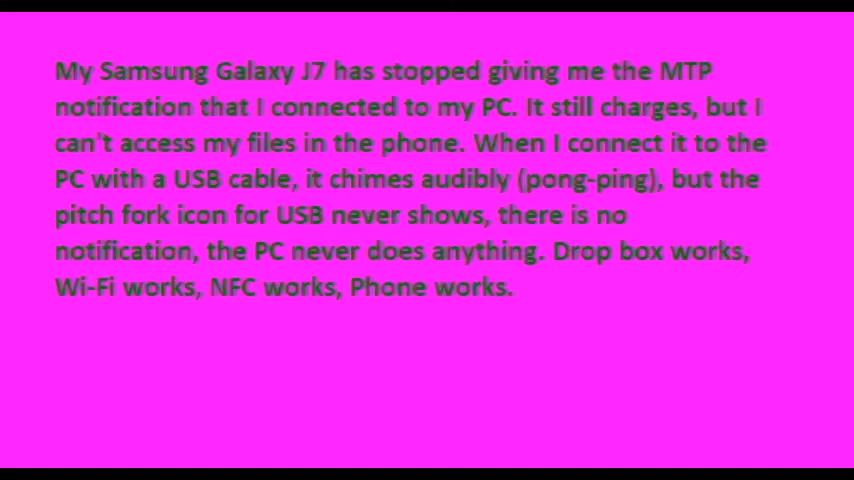 My Samsung Galaxy J7 has stopped giving me the MTP
notification that I connected to my PC. It still charges, but I
can't access my files in the phone. When I connect it to the
PC with a USB cable, it chimes audibly (pong-ping), but the
pitch fork icon for USB never shows, there is no
notification, the PC never does anything. Drop box works,
Wi-Fi works, NFC works, Phone works.